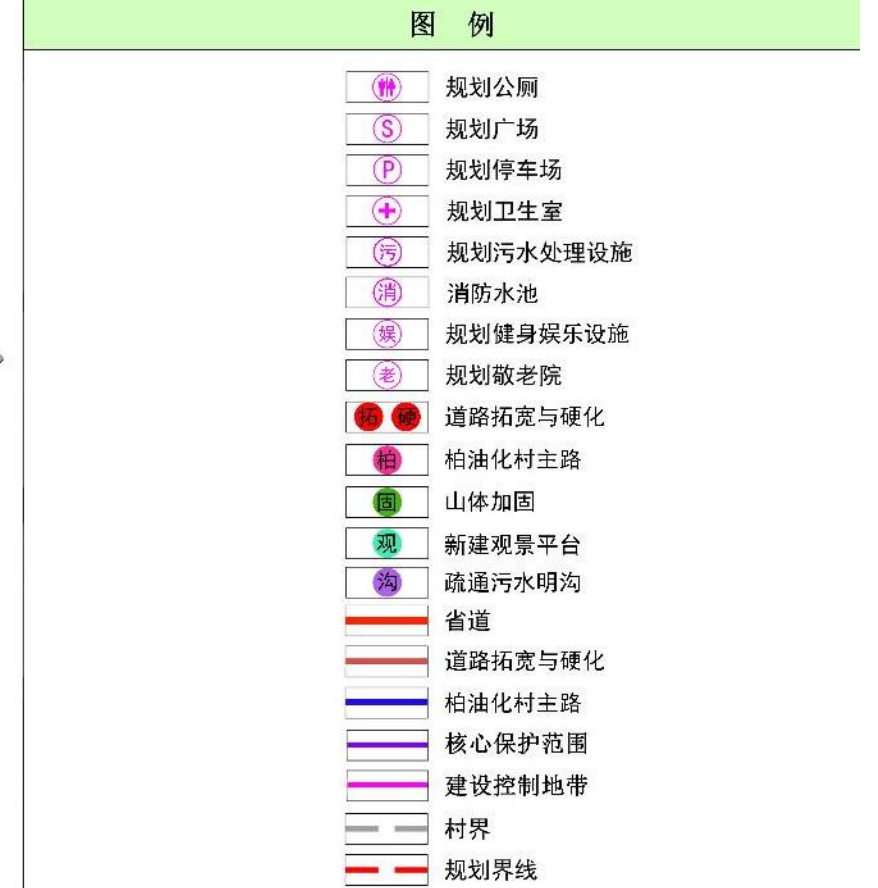 图 例
规划公厕
S 规划广场
P 规划停车场
规划卫生室
污 规划污水处理设施
消 消防水池
娱 规划健身娱乐设施
老 规划敬老院
拓 硬 道路拓宽与硬化
柏 柏油化村主路
固 山体加固
观 新建观景平台
沟 疏通污水明沟
省道
道路拓宽与硬化
柏油化村主路
核心保护范围
建设控制地带
村界
规划界线